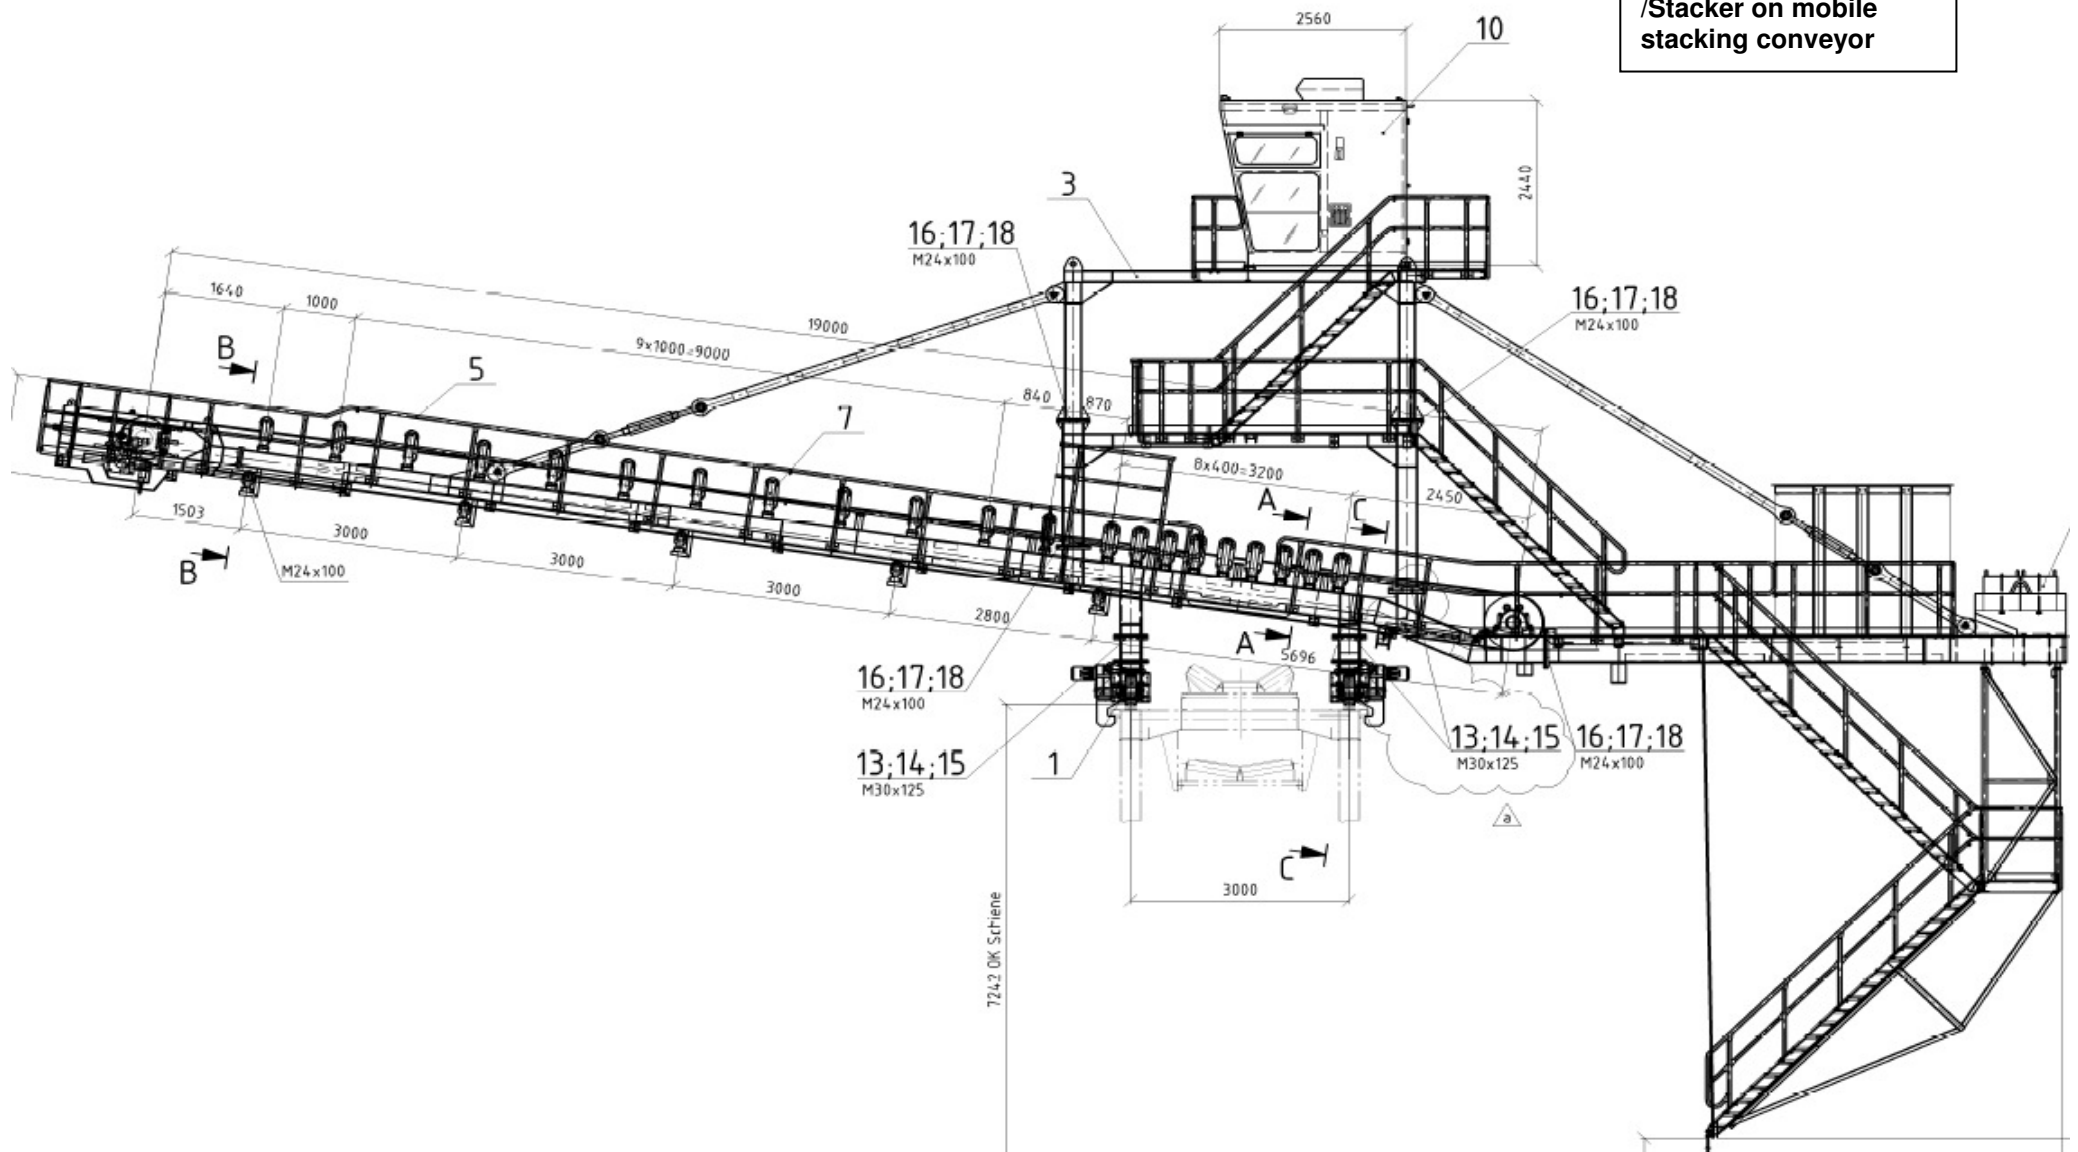 /Stacker on mobile
stacking conveyor
2560
10
2440
3
16;17;18
M24x100
16;17;18
M24x100
1640
1000
19000
9x1000=9000
B
5
7
840
870
8x400=3200
2450
A
C
1503
3000
B
M24x100
3000
3000
2800
A
5696
16;17;18
M24x100
13;14;15
M30x125
1
13;14;15
M30x125
16;17;18
M24x100
a
C
3000
7242 OK Schiene